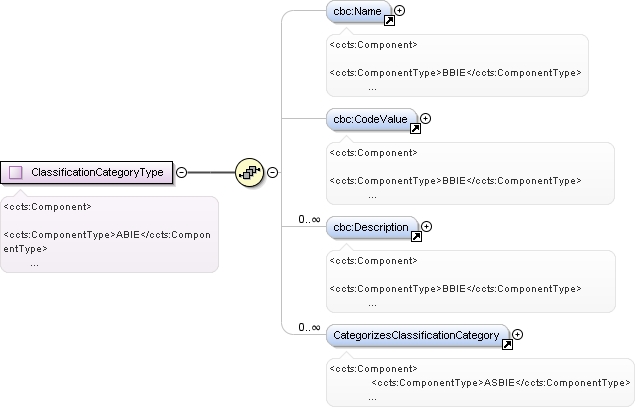 cbc:Name
<ccts:Component>
<ccts:ComponentType>BBIE</ccts:ComponentType>
...
cbc:CodeValue
<ccts:Component>
<ccts:ComponentType>BBIE</ccts:ComponentType>
...
ClassificationCategoryType
<ccts:Component>
<ccts:ComponentType>ABIE</ccts:Compon
entType>
...
0..∞
cbc:Description
<ccts:Component>
<ccts:ComponentType>BBIE</ccts:ComponentType>
...
0..∞
CategorizesClassificationCategory
<ccts:Component>
<ccts:ComponentType>ASBIE</ccts:ComponentType>
...